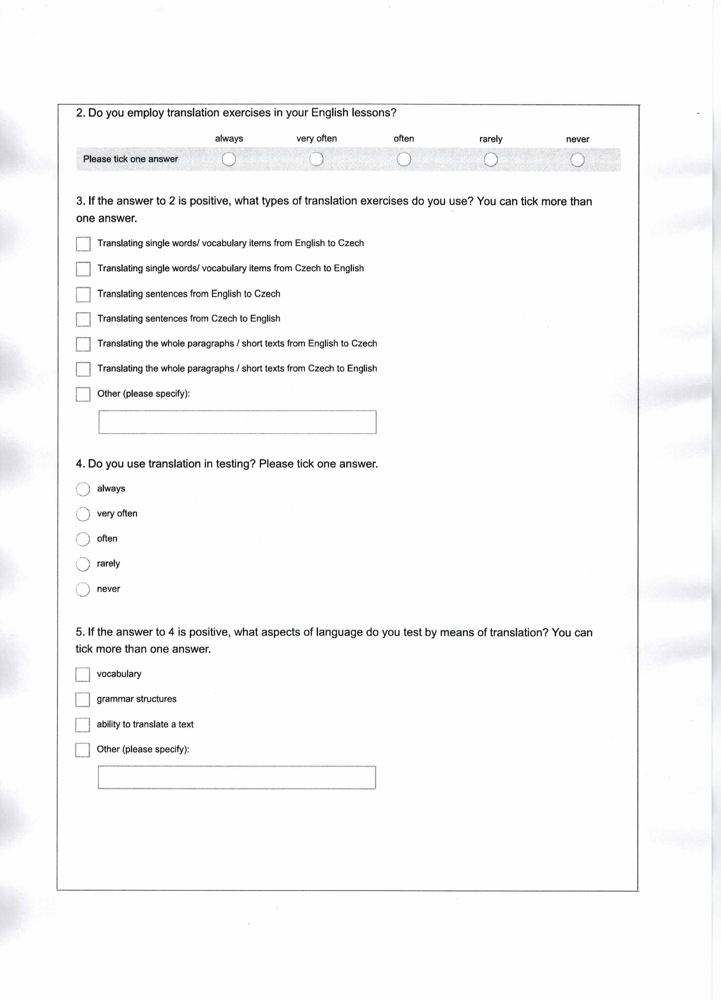 2. Do you employ translation exercises in your English lessons?
always very often often rarely never
Please tick one answer
3. If the answer to 2 is positive, what types of translation exercises do you use? You can tick more than
one answer.
Translating single words/ vocabulary items from English to Czech
Translating single words/ vocabulary items from Czech to English
Translating sentences from English to Czech
Translating sentences from Czech to English
Translating the whole paragraphs / short texts from English to Czech
Translating the whole paragraphs / short texts from Czech to English
Other (please specify):
4. Do you use translation in testing? Please tick one answer.
always
very often
often
rarely
never
5. If the answer to 4 is positive, what aspects of language do you test by means of translation? You can
tick more than one answer.
vocabulary
grammar structures
ability to translate a text
Other (please specify):